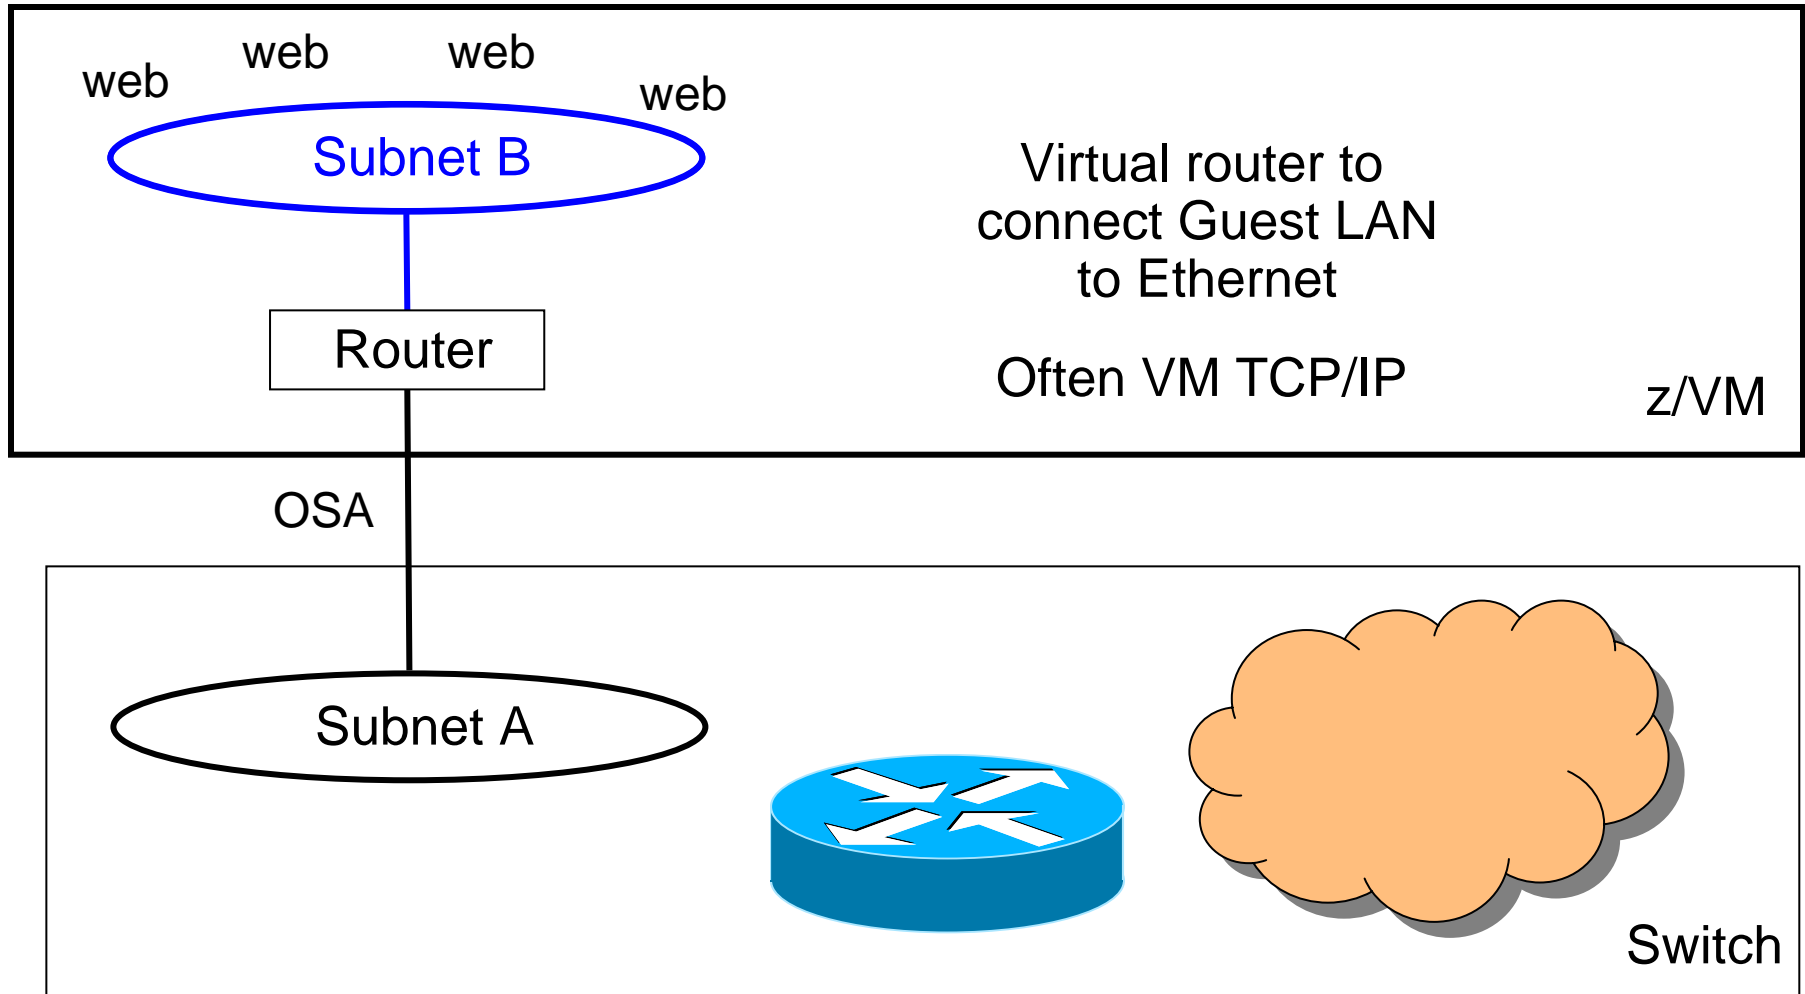 web
web
web
web
Subnet B
Virtual router to
connect Guest LAN
to Ethernet
Router
Often VM TCP/IP
z/VM
OSA
Subnet A
Switch